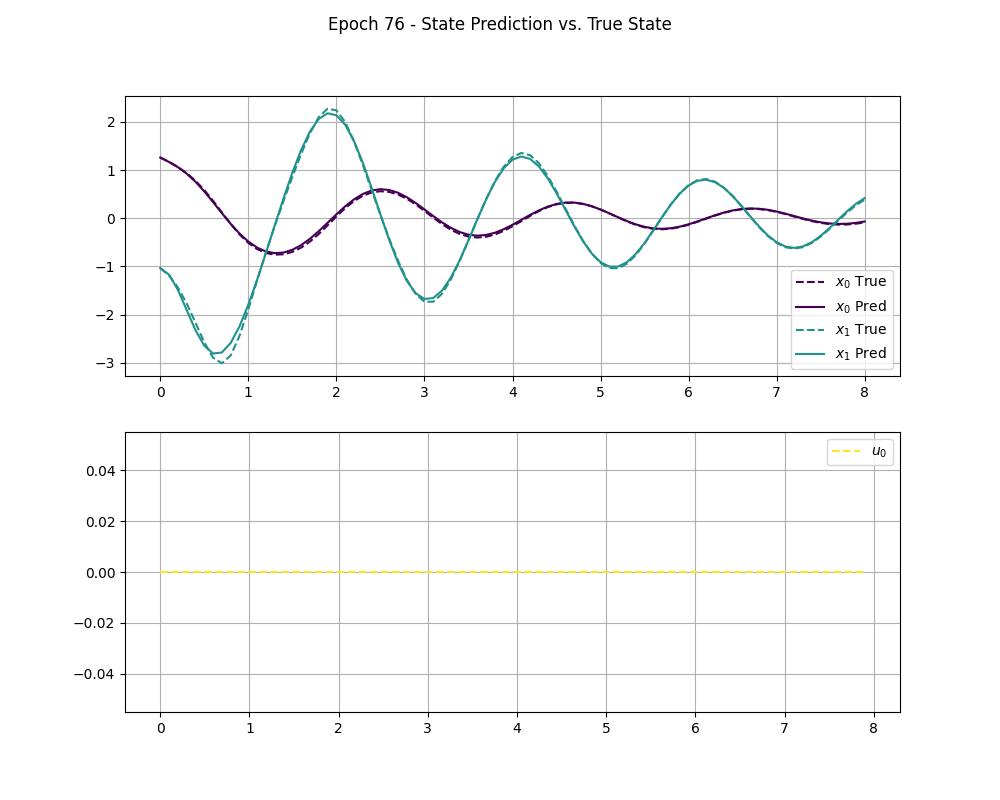 Epoch 76 - State Prediction vs. True State
2
1
0
−1
−2
−3
x₀ True
x₀ Pred
x₁ True
x₁ Pred
0 1 2 3 4 5 6 7 8
0.04
0.02
0.00
−0.02
−0.04
u₀
0 1 2 3 4 5 6 7 8